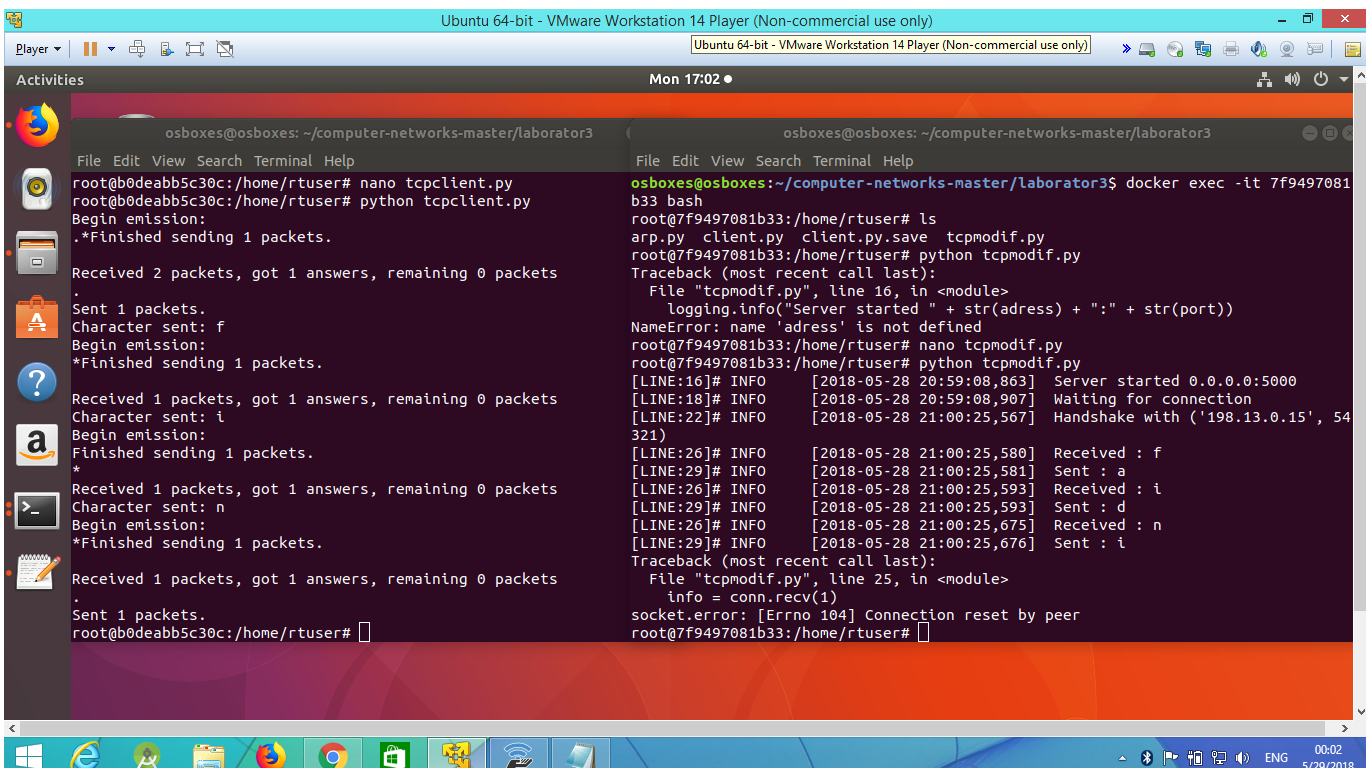 Ubuntu 64-bit - VMware Workstation 14 Player (Non-commercial use only)
Player
Ubuntu 64-bit - VMware Workstation 14 Player (Non-commercial use only)
Activities
Mon 17:02
osboxes@osboxes: ~/computer-networks-master/laborator3
File Edit View Search Terminal Help
root@b0deabb5c30c:/home/rtuser# nano tcpclient.py
root@b0deabb5c30c:/home/rtuser# python tcpclient.py
Begin emission:
.*Finished sending 1 packets.
Received 2 packets, got 1 answers, remaining 0 packets
.
Sent 1 packets.
Character sent: f
Begin emission:
*Finished sending 1 packets.
Received 1 packets, got 1 answers, remaining 0 packets
Character sent: i
Begin emission:
Finished sending 1 packets.
*
Received 1 packets, got 1 answers, remaining 0 packets
Character sent: n
Begin emission:
*Finished sending 1 packets.
Received 1 packets, got 1 answers, remaining 0 packets
.
Sent 1 packets.
root@b0deabb5c30c:/home/rtuser#
osboxes@osboxes: ~/computer-networks-master/laborator3
File Edit View Search Terminal Help
osboxes@osboxes:~/computer-networks-master/laborator3$ docker exec -it 7f9497081
b33 bash
root@7f9497081b33:/home/rtuser# ls
arp.py  client.py  client.py.save  tcpmodif.py
root@7f9497081b33:/home/rtuser# python tcpmodif.py
Traceback (most recent call last):
  File "tcpmodif.py", line 16, in <module>
    logging.info("Server started " + str(adress) + ":" + str(port))
NameError: name 'adress' is not defined
root@7f9497081b33:/home/rtuser# nano tcpmodif.py
root@7f9497081b33:/home/rtuser# python tcpmodif.py
[LINE:16]# INFO     [2018-05-28 20:59:08,863]  Server started 0.0.0.0:5000
[LINE:18]# INFO     [2018-05-28 20:59:08,907]  Waiting for connection
[LINE:22]# INFO     [2018-05-28 21:00:25,567]  Handshake with ('198.13.0.15', 54
321)
[LINE:26]# INFO     [2018-05-28 21:00:25,580]  Received : f
[LINE:29]# INFO     [2018-05-28 21:00:25,581]  Sent : a
[LINE:26]# INFO     [2018-05-28 21:00:25,593]  Received : i
[LINE:29]# INFO     [2018-05-28 21:00:25,593]  Sent : d
[LINE:26]# INFO     [2018-05-28 21:00:25,675]  Received : n
[LINE:29]# INFO     [2018-05-28 21:00:25,676]  Sent : i
Traceback (most recent call last):
  File "tcpmodif.py", line 25, in <module>
    info = conn.recv(1)
socket.error: [Errno 104] Connection reset by peer
root@7f9497081b33:/home/rtuser#
ENG
00:02
5/29/2018